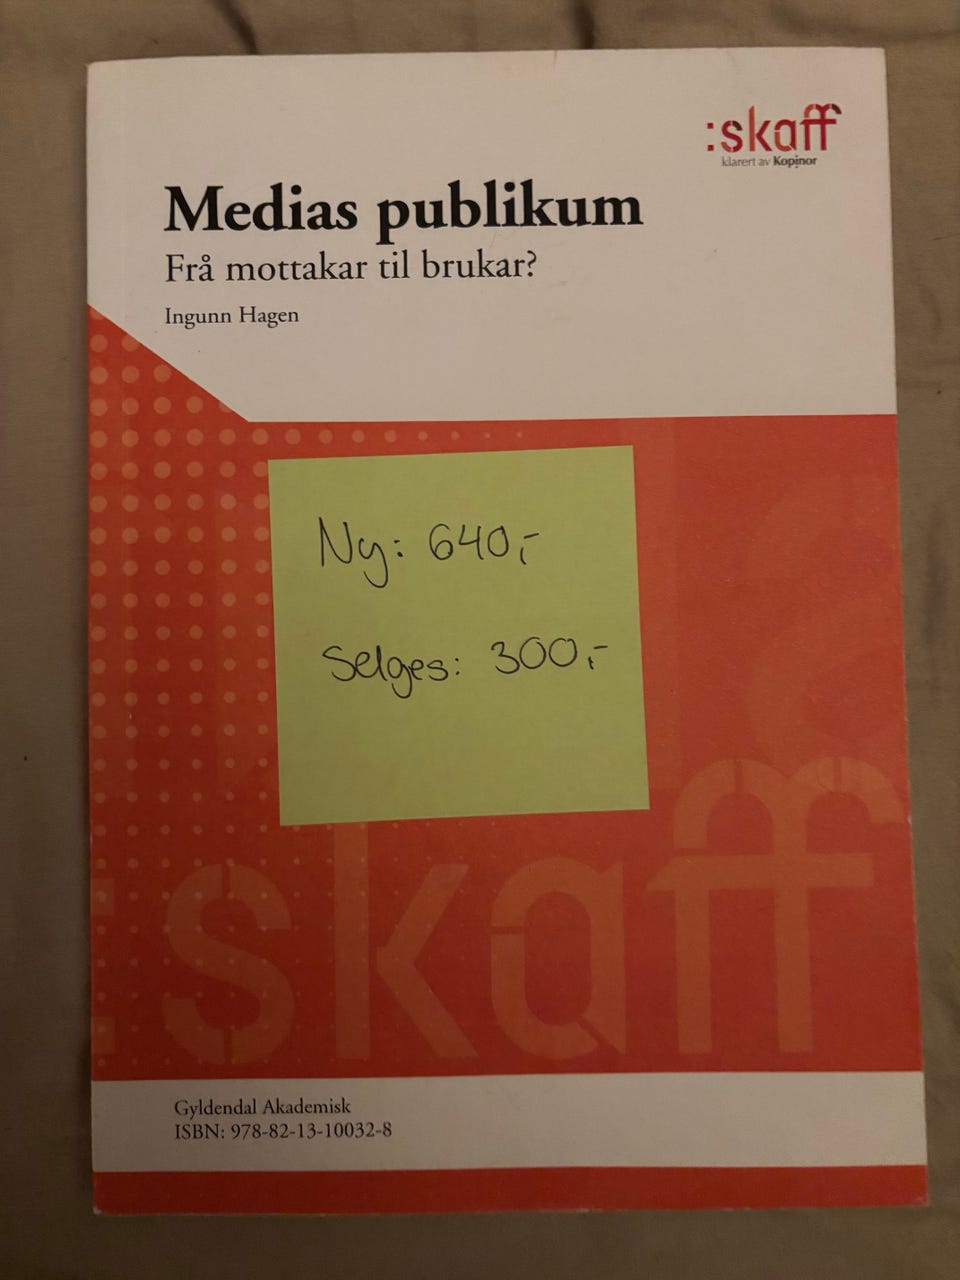 :skaff
klarert av Kopinor
Medias publikum
Frå mottakar til brukar?
Ingunn Hagen
Ny: 640,-
Selges: 300,-
:skaff
Gyldendal Akademisk
ISBN: 978-82-13-10032-8